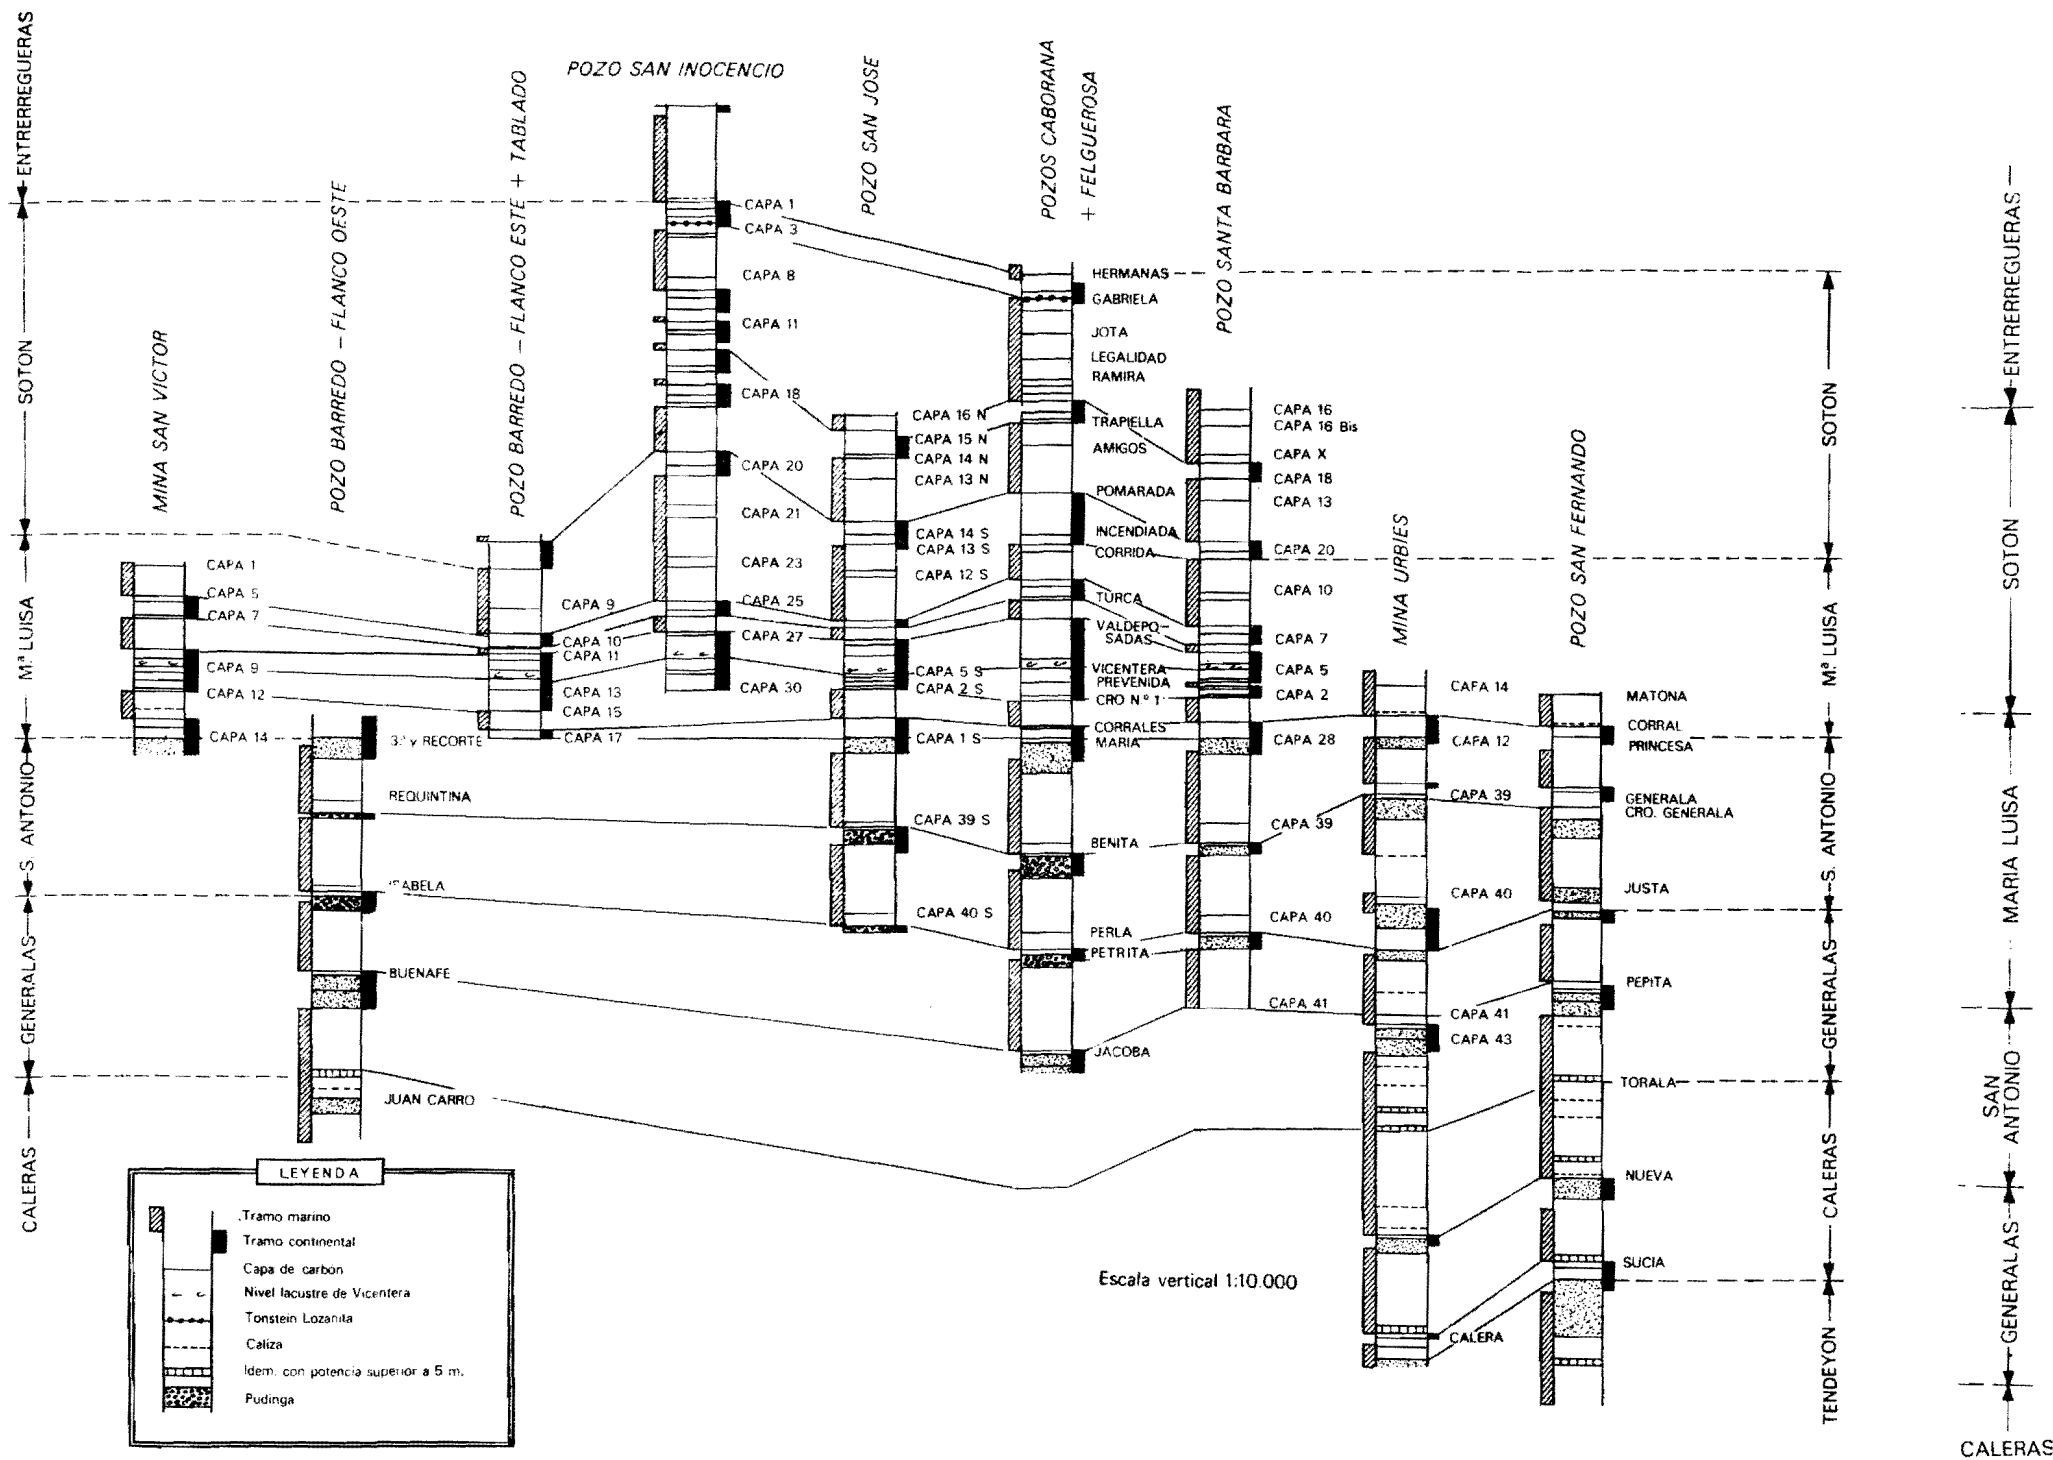 ENTRERREGUERAS
SOTON
Mª LUISA
S. ANTONIO
GENERALAS
CALERAS
MINA SAN VICTOR
CAPA 1
CAPA 5
CAPA 7
CAPA 9
CAPA 12
CAPA 14
POZO BARREDO – FLANCO OESTE
3.ª y RECORTE
REQUINTINA
ISABELA
BUENAFE
JUAN CARRO
POZO BARREDO – FLANCO ESTE + TABLADO
CAPA 9
CAPA 10
CAPA 11
CAPA 13
CAPA 15
CAPA 17
POZO SAN INOCENCIO
CAPA 1
CAPA 3
CAPA 8
CAPA 11
CAPA 18
CAPA 20
CAPA 21
CAPA 23
CAPA 25
CAPA 27
CAPA 30
POZO SAN JOSE
CAPA 16 N
CAPA 15 N
CAPA 14 N
CAPA 13 N
CAPA 14 S
CAPA 13 S
CAPA 12 S
CAPA 5 S
CAPA 2 S
CAPA 1 S
CAPA 39 S
CAPA 40 S
POZOS CABORANA
+ FELGUEROSA
HERMANAS
GABRIELA
JOTA
LEGALIDAD
RAMIRA
TRAPIELLA
AMIGOS
POMARADA
INCENDIADA
CORRIDA
TURCA
VALDEPO-
SADAS
VICENTERA
PREVENIDA
CRO N.º 1
CORRALES
MARIA
BENITA
PERLA
PETRITA
JACOBA
POZO SANTA BARBARA
CAPA 16
CAPA 16 Bis
CAPA X
CAPA 18
CAPA 13
CAPA 20
CAPA 10
CAPA 7
CAPA 5
CAPA 2
CAPA 28
CAPA 39
CAPA 40
CAPA 41
MINA URBIES
CAPA 14
CAPA 12
CAPA 39
CAPA 40
CAPA 41
CAPA 43
CALERA
POZO SAN FERNANDO
MATONA
CORRAL
PRINCESA
GENERALA
CRO. GENERALA
JUSTA
PEPITA
TORALA
NUEVA
SUCIA
SOTON
Mª LUISA
S. ANTONIO
GENERALAS
CALERAS
TENDEYON
ENTRERREGUERAS
SOTON
MARIA LUISA
SAN
ANTONIO
GENERALAS
CALERAS
Escala vertical 1:10.000
LEYENDA
Tramo marino
Tramo continental
Capa de carbón
Nivel lacustre de Vicentera
Tonstein Lozanita
Caliza
Idem. con potencia superior a 5 m.
Pudinga